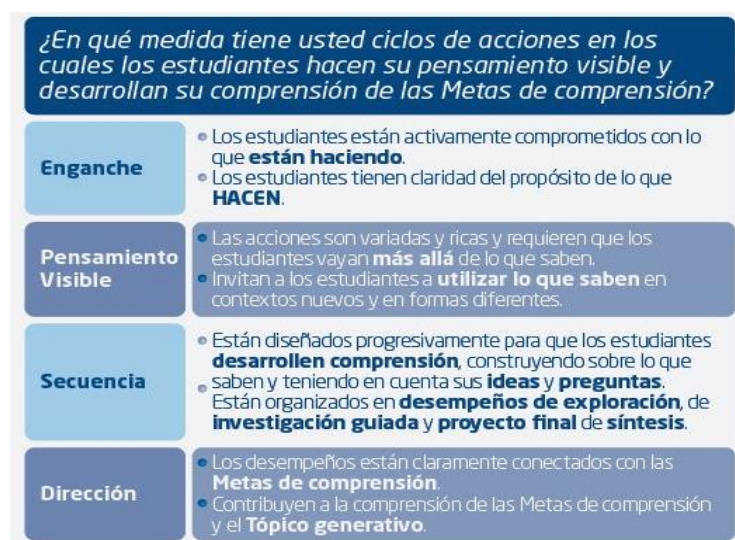 ¿En qué medida tiene usted ciclos de acciones en los
cuales los estudiantes hacen su pensamiento visible y
desarrollan su comprensión de las Metas de comprensión?
Enganche
Los estudiantes están activamente comprometidos con lo
que están haciendo.
Los estudiantes tienen claridad del propósito de lo que
HACEN.
Pensamiento
Visible
Las acciones son variadas y ricas y requieren que los
estudiantes vayan más allá de lo que saben.
Invitan a los estudiantes a utilizar lo que saben en
contextos nuevos y en formas diferentes.
Secuencia
Están diseñados progresivamente para que los estudiantes
desarrollen comprensión, construyendo sobre lo que
saben y teniendo en cuenta sus ideas y preguntas.
Están organizados en desempeños de exploración, de
investigación guiada y proyecto final de síntesis.
Dirección
Los desempeños están claramente conectados con las
Metas de comprensión.
Contribuyen a la comprensión de las Metas de comprensión
y el Tópico generativo.